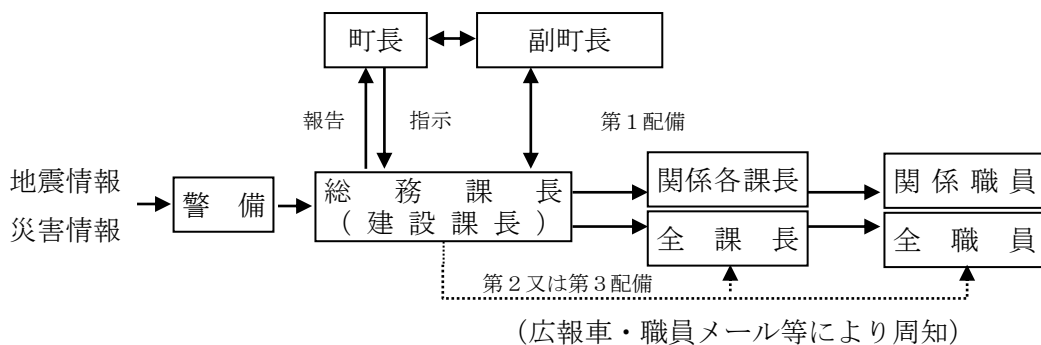 町長
副町長
報告
指示
第１配備
地震情報
災害情報
警備
総務課長
(建設課長)
関係各課長
関係職員
全課長
全職員
第２又は第３配備
(広報車・職員メール等により周知)